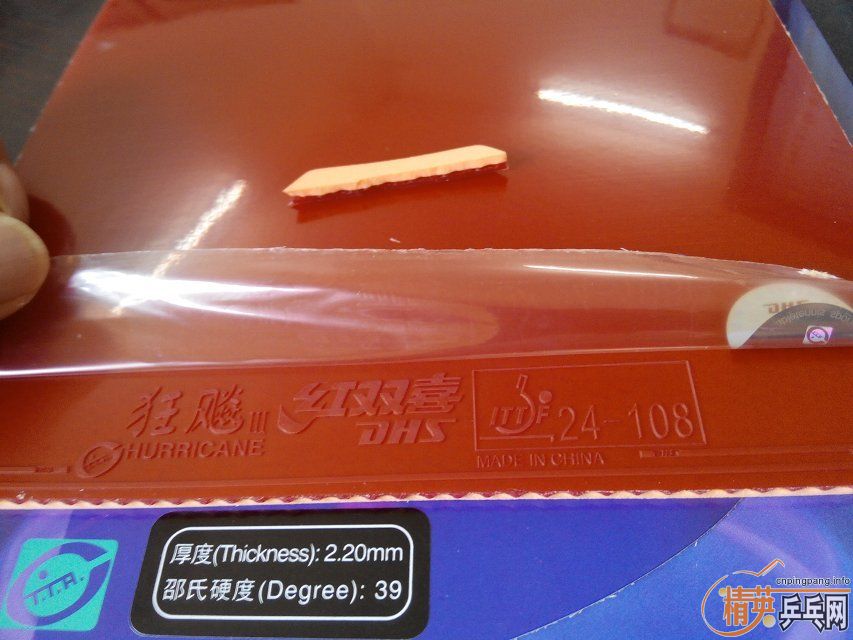 DHS
狂飚III
HURRICANE
红双喜
DHS
ITTF 24-108
MADE IN CHINA
厚度(Thickness): 2.20mm
邵氏硬度(Degree): 39
T.T.A.
cnpingpang.info
精英乒乓网